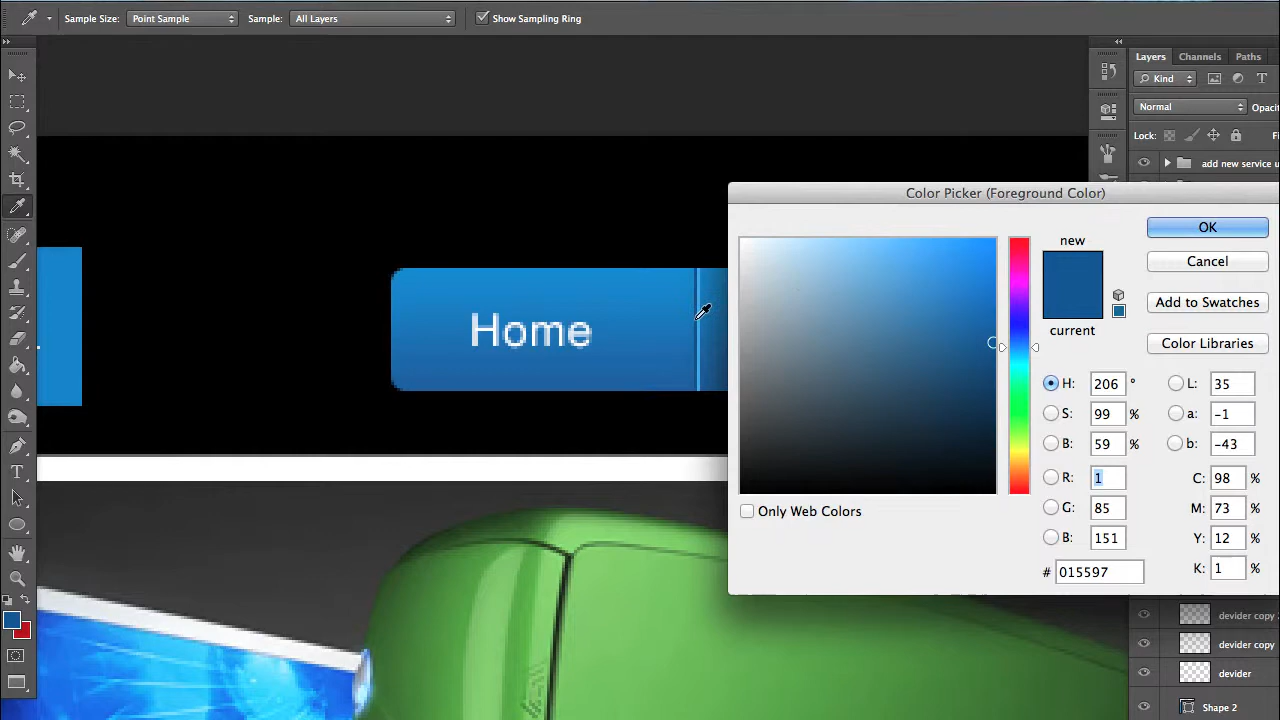 Sample Size: Point Sample Sample: All Layers Show Sampling Ring
Layers Channels Paths
Kind
Normal Opacit
Lock: Fi
add new service u
Color Picker (Foreground Color)
new
OK
Cancel
Add to Swatches
current
Color Libraries
Home
H: 206 ° L: 35
S: 99 % a: -1
B: 59 % b: -43
R: 1 C: 98 %
G: 85 M: 73 %
B: 151 Y: 12 %
# 015597 K: 1 %
Only Web Colors
devider copy
devider copy
devider
Shape 2